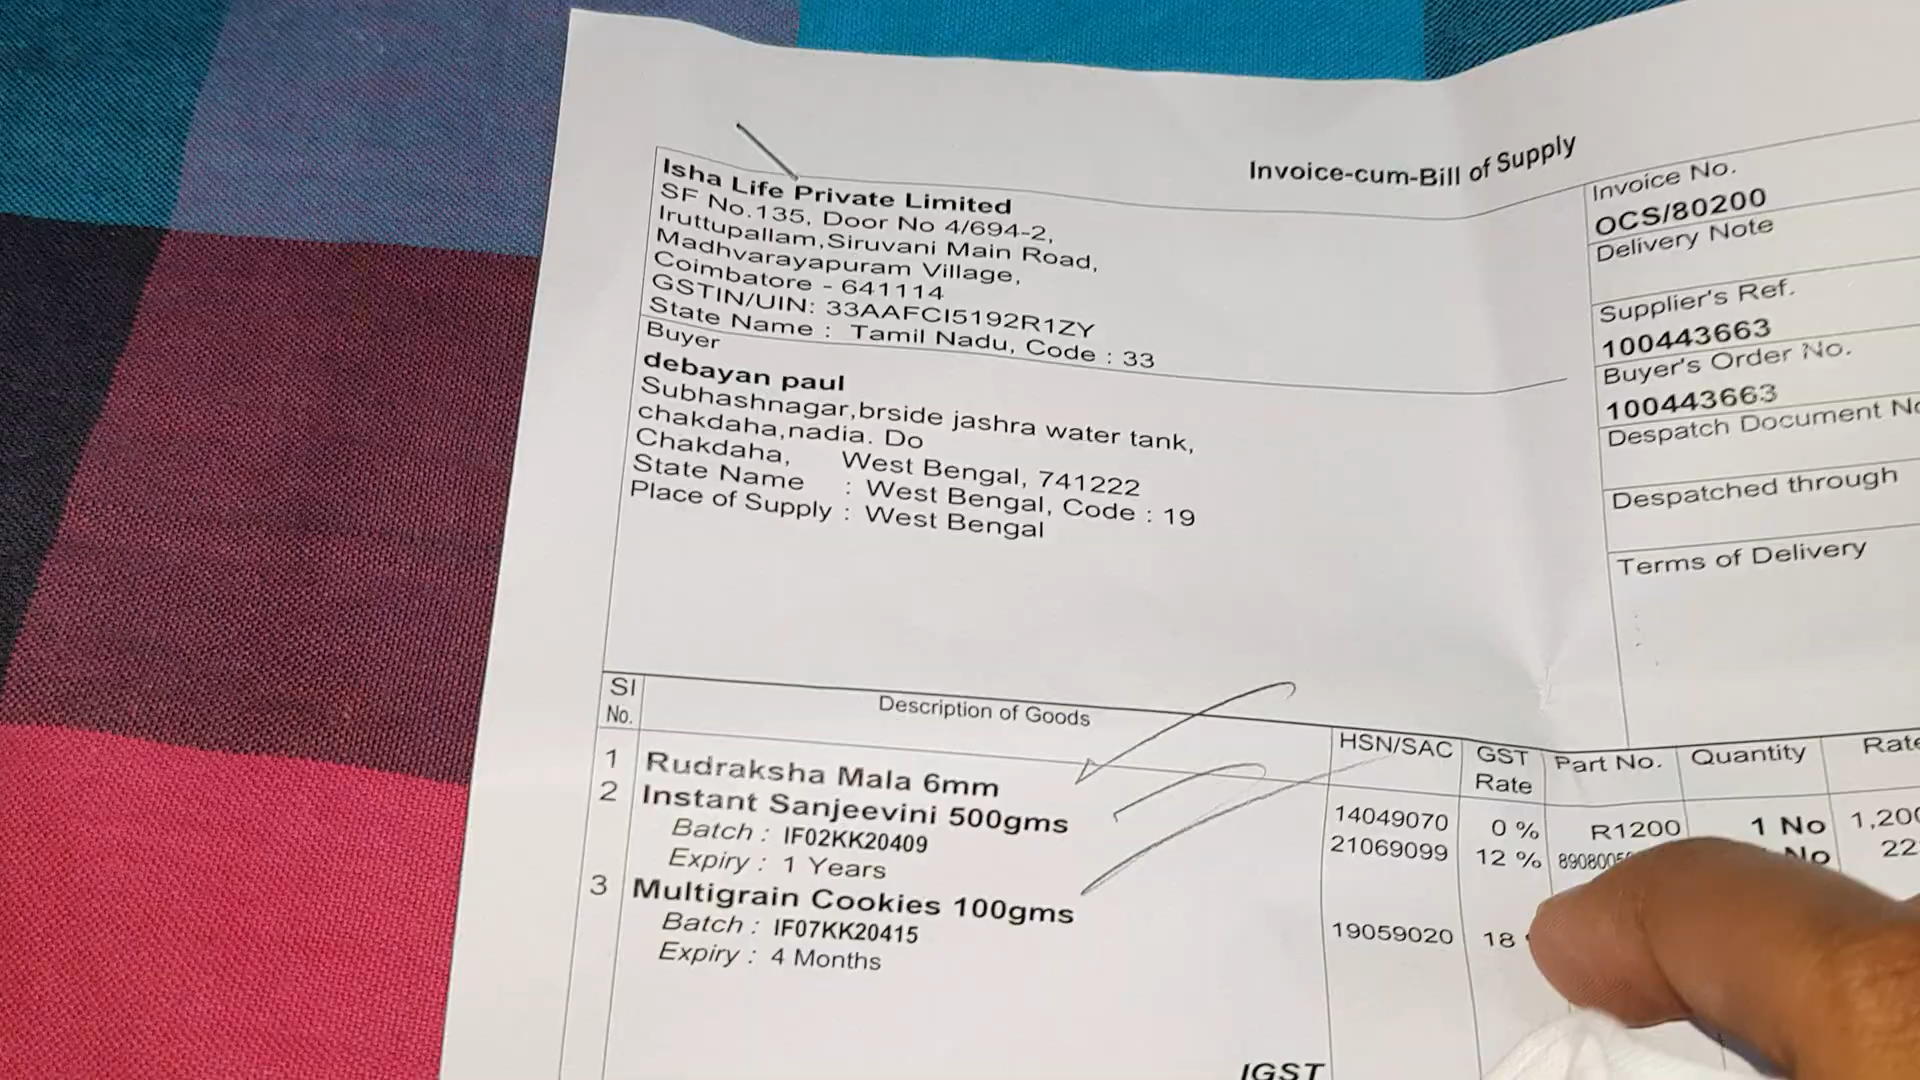 Invoice-cum-Bill of Supply
Isha Life Private Limited
SF No.135, Door No 4/694-2,
Iruttupallam,Siruvani Main Road,
Madhvarayapuram Village,
Coimbatore - 641114
GSTIN/UIN: 33AAFCI5192R1ZY
State Name : Tamil Nadu, Code : 33
Buyer
debayan paul
Subhashnagar,brside jashra water tank,
chakdaha,nadia. Do
Chakdaha, West Bengal, 741222
State Name : West Bengal, Code : 19
Place of Supply : West Bengal
Invoice No.
OCS/80200
Delivery Note
Supplier's Ref.
100443663
Buyer's Order No.
100443663
Despatch Document
Despatched through
Terms of Delivery
SI No. Description of Goods HSN/SAC GST Rate Part No. Quantity Rate
1 Rudraksha Mala 6mm 14049070 0 % R1200 1 No
2 Instant Sanjeevini 500gms 21069099 12 % No
Batch : IF02KK20409
Expiry : 1 Years
3 Multigrain Cookies 100gms 19059020 18
Batch : IF07KK20415
Expiry : 4 Months
IGST